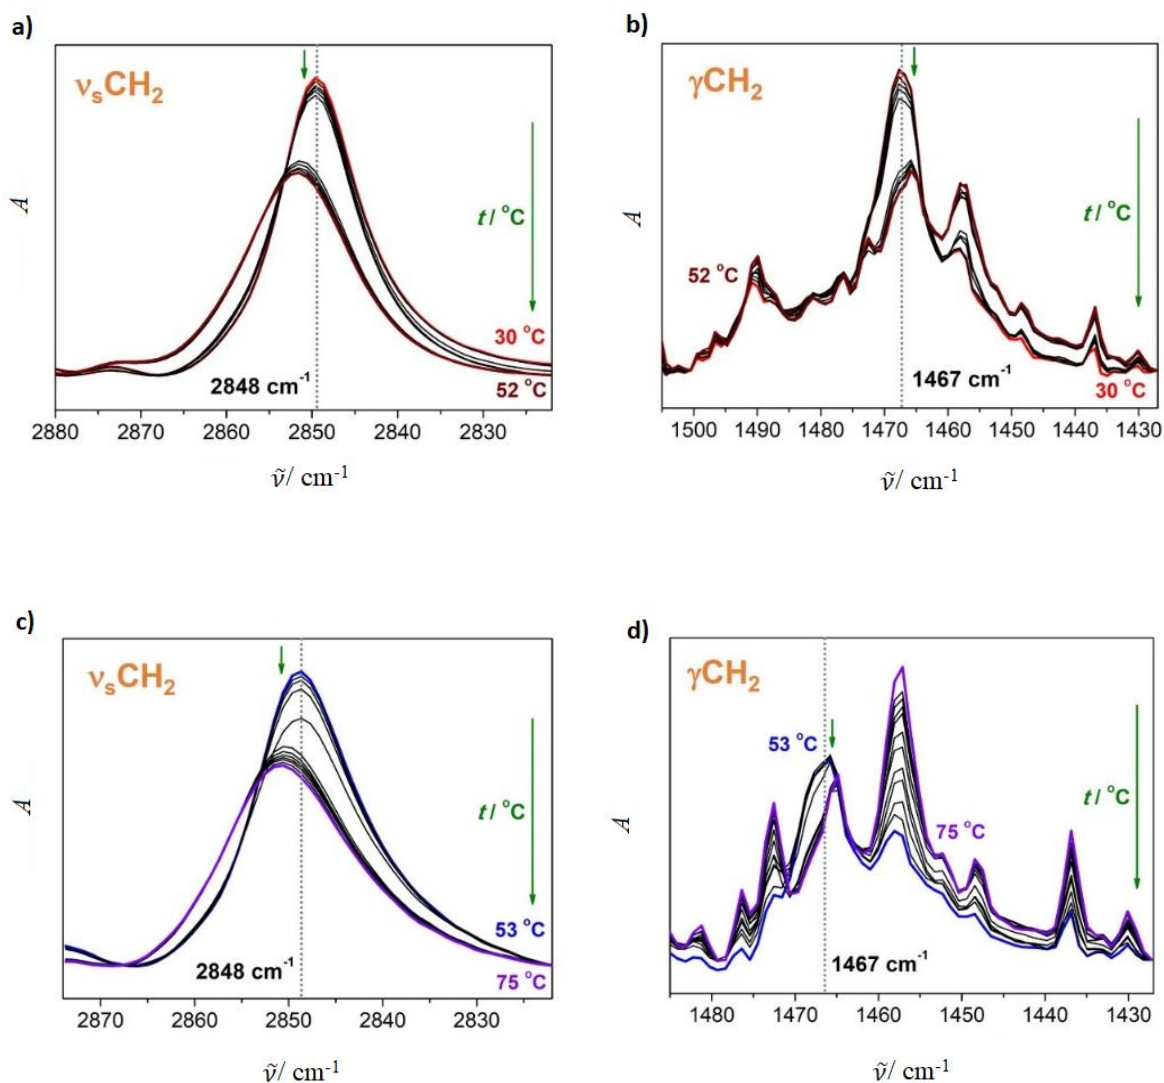 a)
νₛCH₂
A
t / °C
30 °C
52 °C
2848 cm⁻¹
2880 2870 2860 2850 2840 2830
ṽ/ cm⁻¹
b)
γCH₂
A
t / °C
52 °C
1467 cm⁻¹
30 °C
1500 1490 1480 1470 1460 1450 1440 1430
ṽ/ cm⁻¹
c)
νₛCH₂
A
t / °C
53 °C
2848 cm⁻¹
75 °C
2870 2860 2850 2840 2830
ṽ/ cm⁻¹
d)
γCH₂
53 °C
A
t / °C
75 °C
1467 cm⁻¹
1480 1470 1460 1450 1440 1430
ṽ/ cm⁻¹